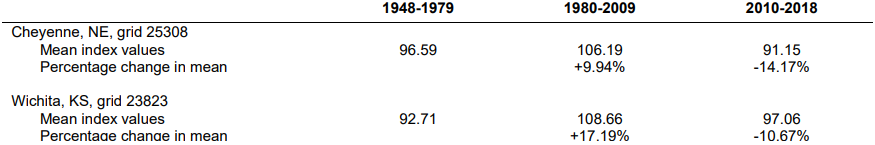 1948-1979 1980-2009 2010-2018
Cheyenne, NE, grid 25308
Mean index values 96.59 106.19 91.15
Percentage change in mean +9.94% -14.17%
Wichita, KS, grid 23823
Mean index values 92.71 108.66 97.06
Percentage change in mean +17.19% -10.67%